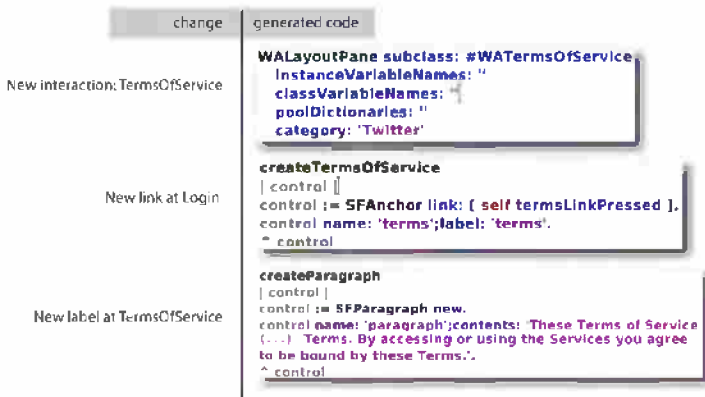 change generated code
WALayoutPane subclass: #WATermsOfService
New interaction: TermsOfService
instanceVariableNames: ''
classVariableNames: ''
poolDictionaries: ''
category: 'Twitter'
createTermsOfService
| control |
New link at Login
control := SFAnchor link: [ self termsLinkPressed ].
control name: 'terms';label: 'terms'.
^ control
createParagraph
| control |
New label at TermsOfService
control := SFParagraph new.
control name: 'paragraph';contents: 'These Terms of Service
(...) Terms. By accessing or using the Services you agree
to be bound by these Terms.'.
^ control